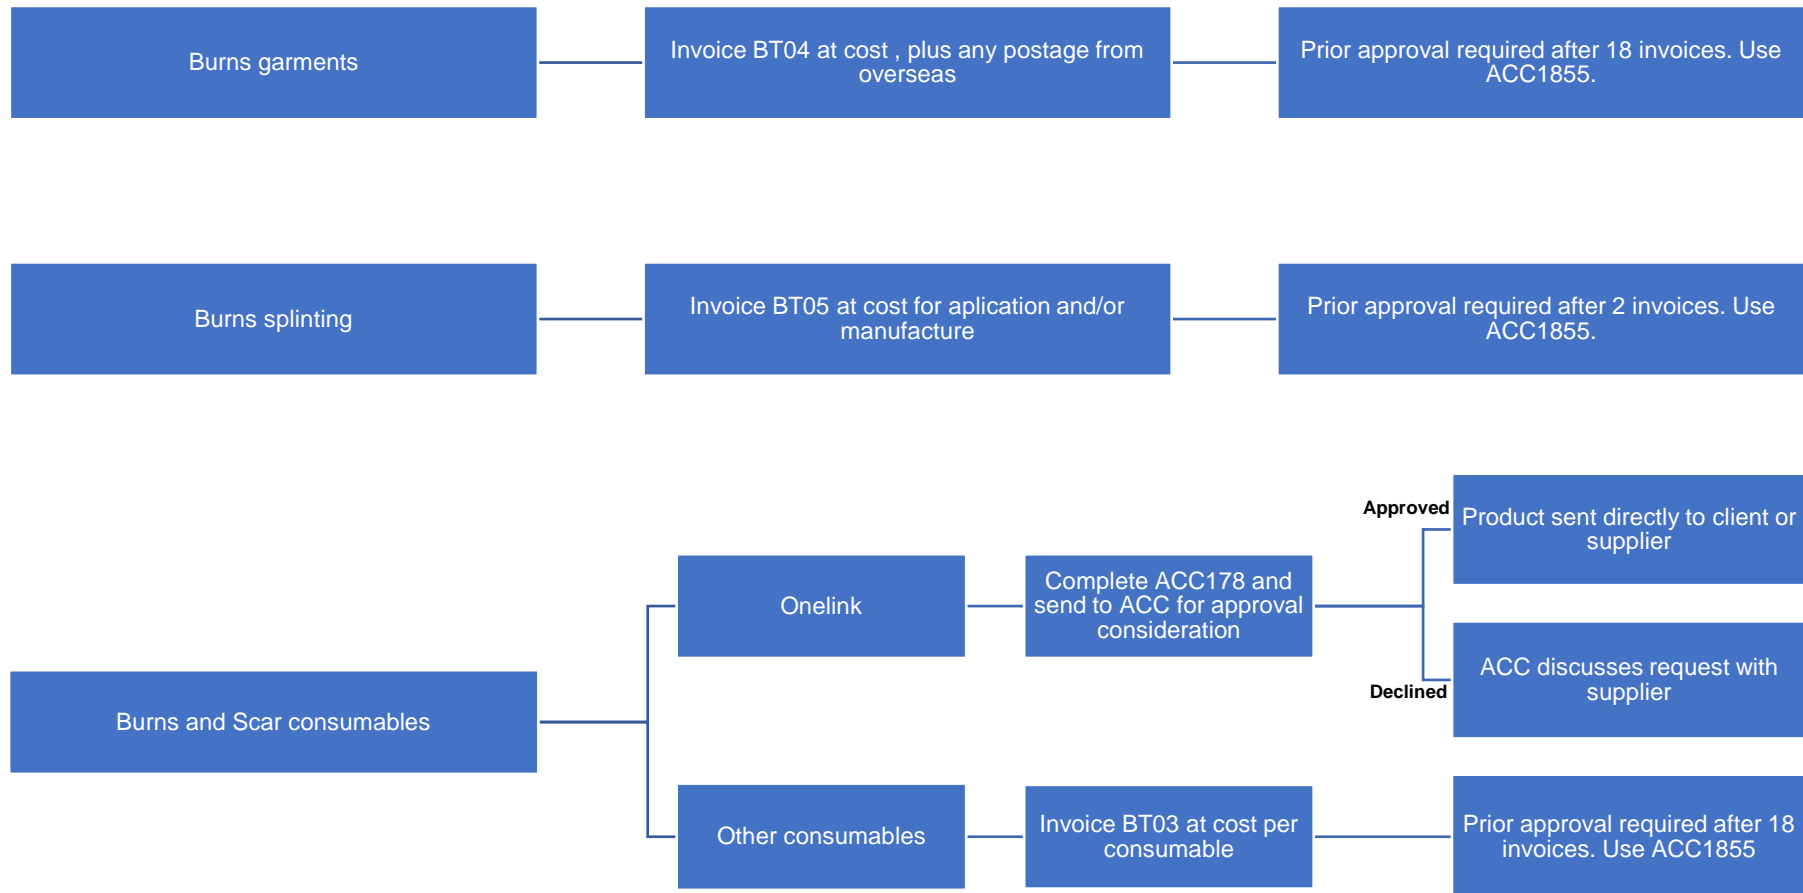 Burns garments
Invoice BT04 at cost , plus any postage from
overseas
Prior approval required after 18 invoices. Use
ACC1855.
Burns splinting
Invoice BT05 at cost for aplication and/or
manufacture
Prior approval required after 2 invoices. Use
ACC1855.
Burns and Scar consumables
Onelink
Complete ACC178 and
send to ACC for approval
consideration
Approved
Product sent directly to client or
supplier
Declined
ACC discusses request with
supplier
Other consumables
Invoice BT03 at cost per
consumable
Prior approval required after 18
invoices. Use ACC1855